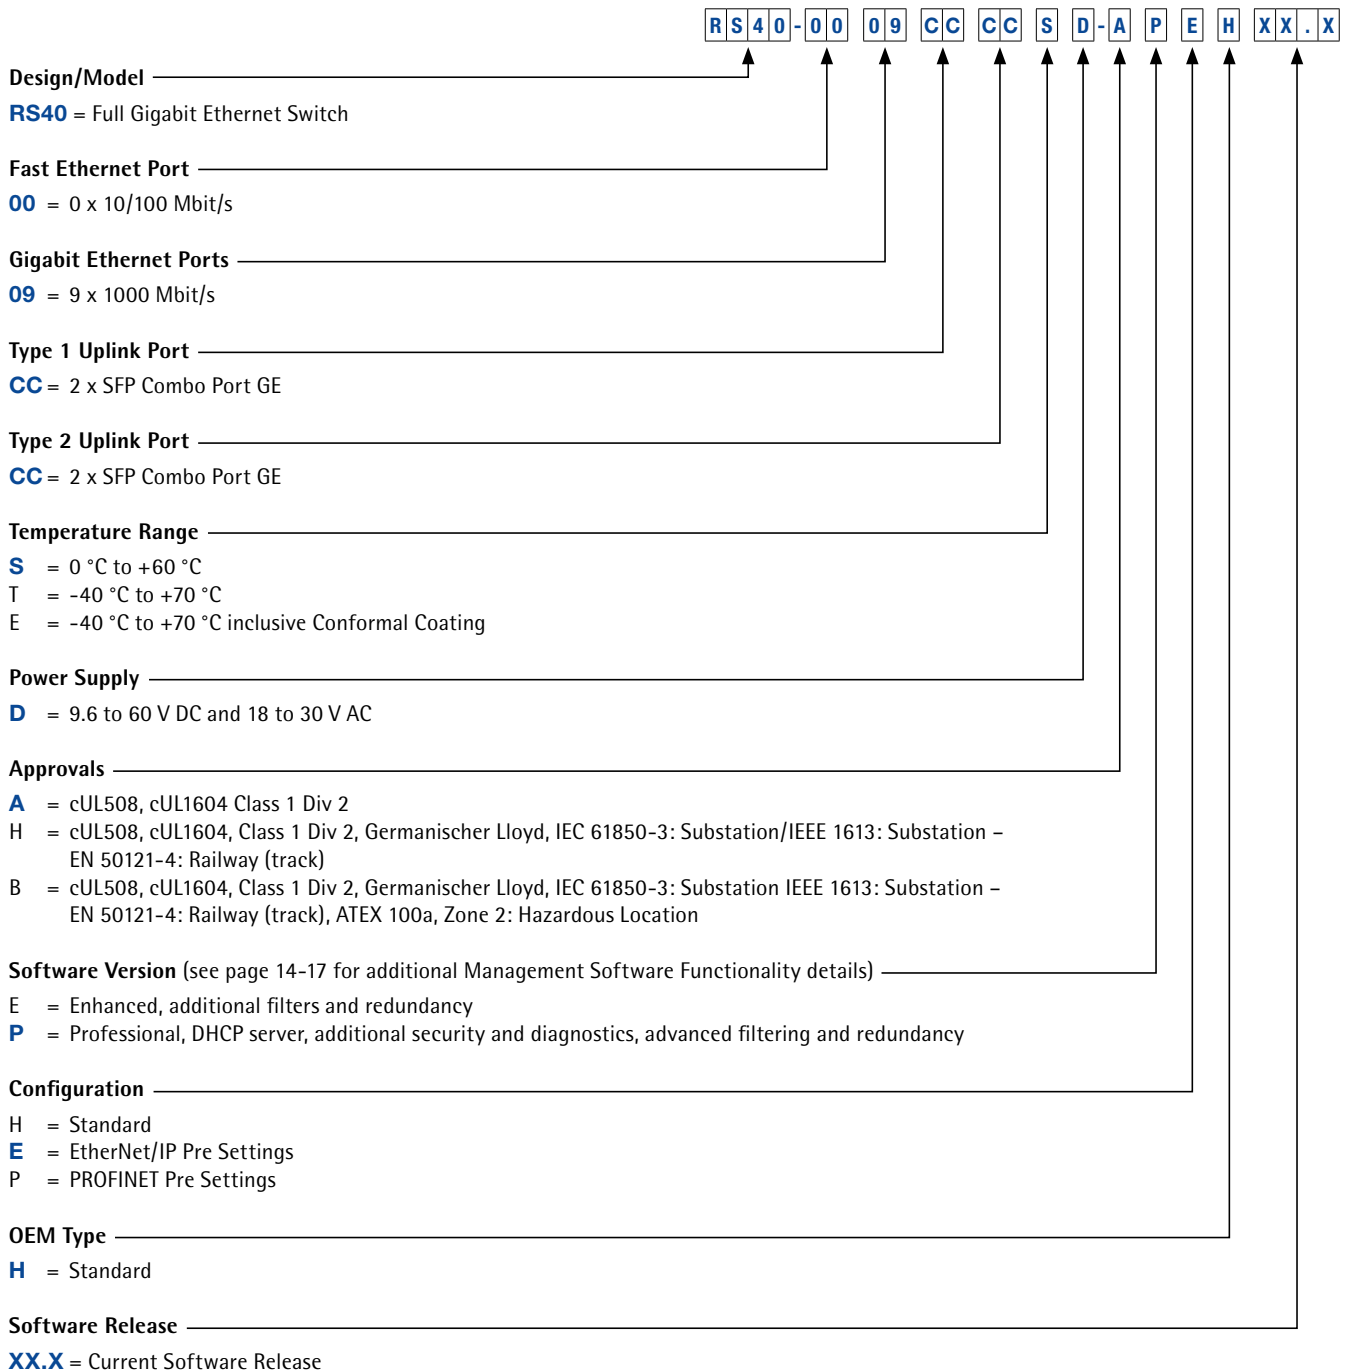 RS40-00 09 CC CC S D-A P E H XX.X
Design/Model
RS40 = Full Gigabit Ethernet Switch
Fast Ethernet Port
00 = 0 x 10/100 Mbit/s
Gigabit Ethernet Ports
09 = 9 x 1000 Mbit/s
Type 1 Uplink Port
CC = 2 x SFP Combo Port GE
Type 2 Uplink Port
CC = 2 x SFP Combo Port GE
Temperature Range
S = 0 °C to +60 °C
T = -40 °C to +70 °C
E = -40 °C to +70 °C inclusive Conformal Coating
Power Supply
D = 9.6 to 60 V DC and 18 to 30 V AC
Approvals
A = cUL508, cUL1604 Class 1 Div 2
H = cUL508, cUL1604, Class 1 Div 2, Germanischer Lloyd, IEC 61850-3: Substation/IEEE 1613: Substation –
EN 50121-4: Railway (track)
B = cUL508, cUL1604, Class 1 Div 2, Germanischer Lloyd, IEC 61850-3: Substation IEEE 1613: Substation –
EN 50121-4: Railway (track), ATEX 100a, Zone 2: Hazardous Location
Software Version (see page 14-17 for additional Management Software Functionality details)
E = Enhanced, additional filters and redundancy
P = Professional, DHCP server, additional security and diagnostics, advanced filtering and redundancy
Configuration
H = Standard
E = EtherNet/IP Pre Settings
P = PROFINET Pre Settings
OEM Type
H = Standard
Software Release
XX.X = Current Software Release